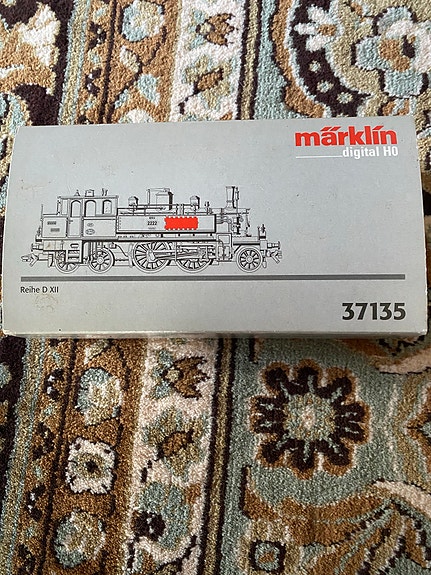 märklin
digital H0
2222
Reihe D XII
37135